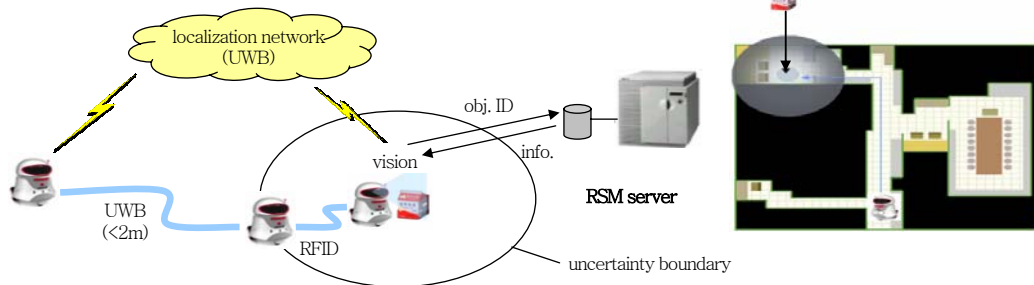 localization network
(UWB)
obj. ID
info.
vision
RSM server
UWB
(<2m)
RFID
uncertainty boundary